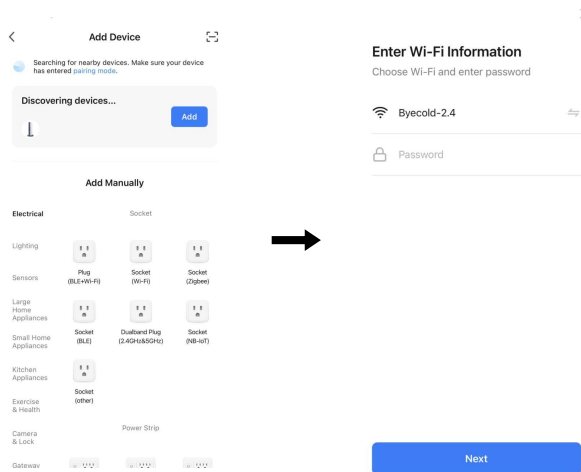 Add Device
Searching for nearby devices. Make sure your device
has entered pairing mode.
Discovering devices...
Add
Add Manually
Electrical
Socket
Lighting
Plug
(BLE+Wi-Fi)
Socket
(Wi-Fi)
Socket
(Zigbee)
Sensors
Large
Home
Appliances
Socket
(BLE)
Dualband Plug
(2.4GHz&5GHz)
Socket
(NB-IoT)
Small Home
Appliances
Kitchen
Appliances
Socket
(other)
Exercise
& Health
Power Strip
Camera
& Lock
Gateway
Enter Wi-Fi Information
Choose Wi-Fi and enter password
Byecold-2.4
Password
Next